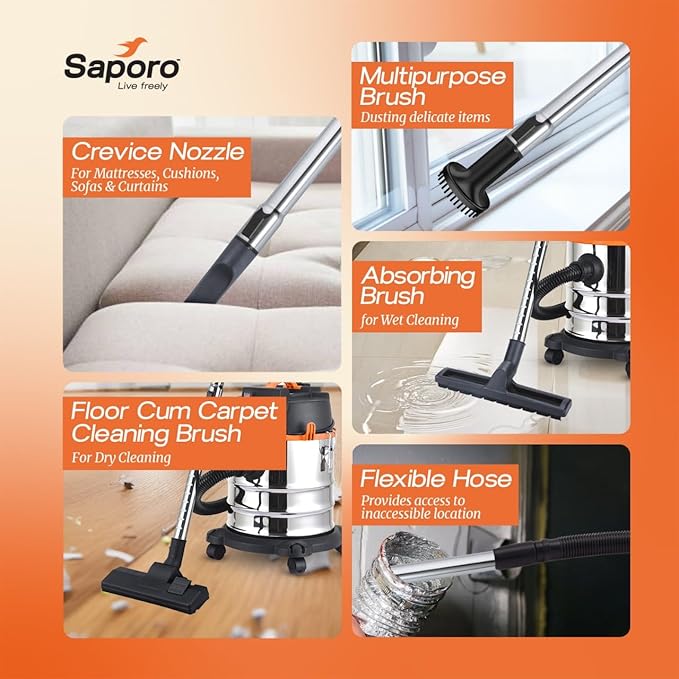 Saporo
Live freely
Crevice Nozzle
For Mattresses, Cushions,
Sofas & Curtains
Multipurpose
Brush
Dusting delicate items
Absorbing
Brush
for Wet Cleaning
Floor Cum Carpet
Cleaning Brush
For Dry Cleaning
Flexible Hose
Provides access to
inaccessible location